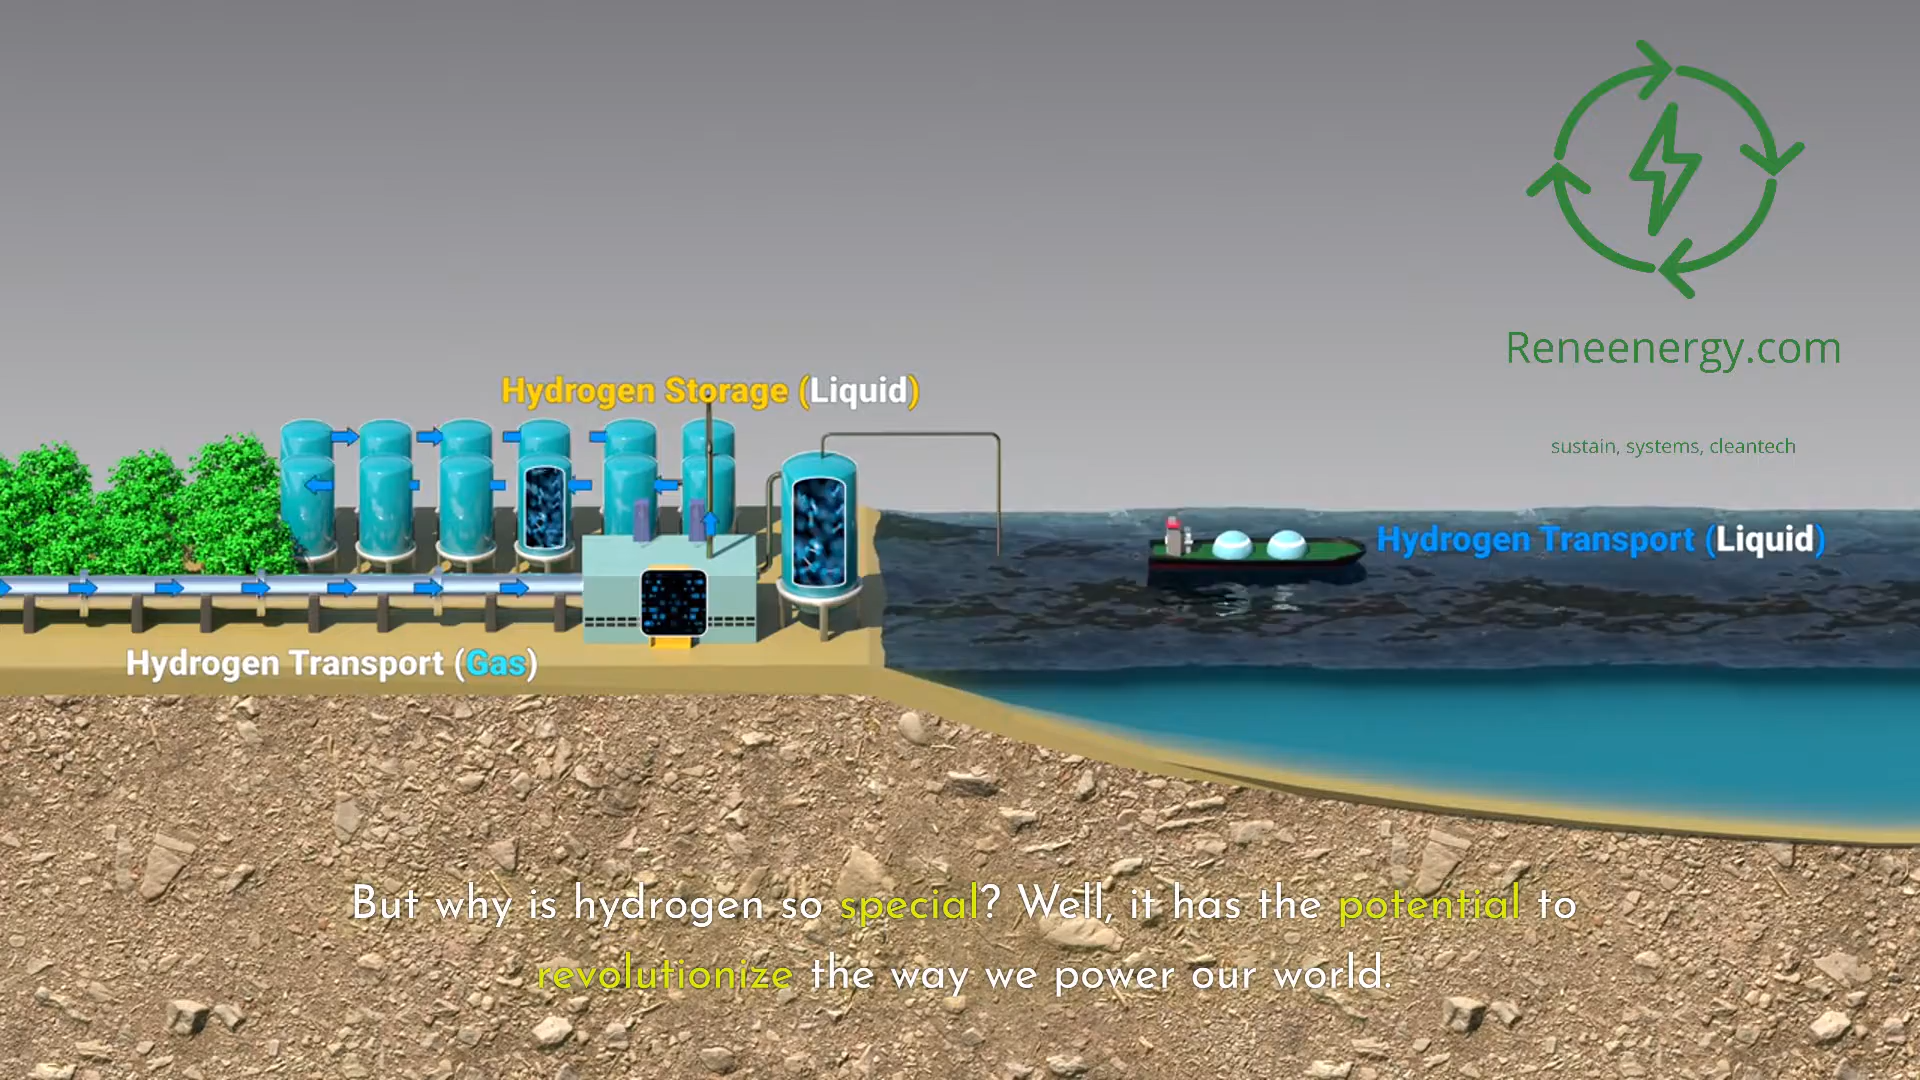 Reneenergy.com
sustain, systems, cleantech
Hydrogen Storage (Liquid)
Hydrogen Transport (Liquid)
Hydrogen Transport (Gas)
But why is hydrogen so special? Well, it has the potential to
revolutionize the way we power our world.